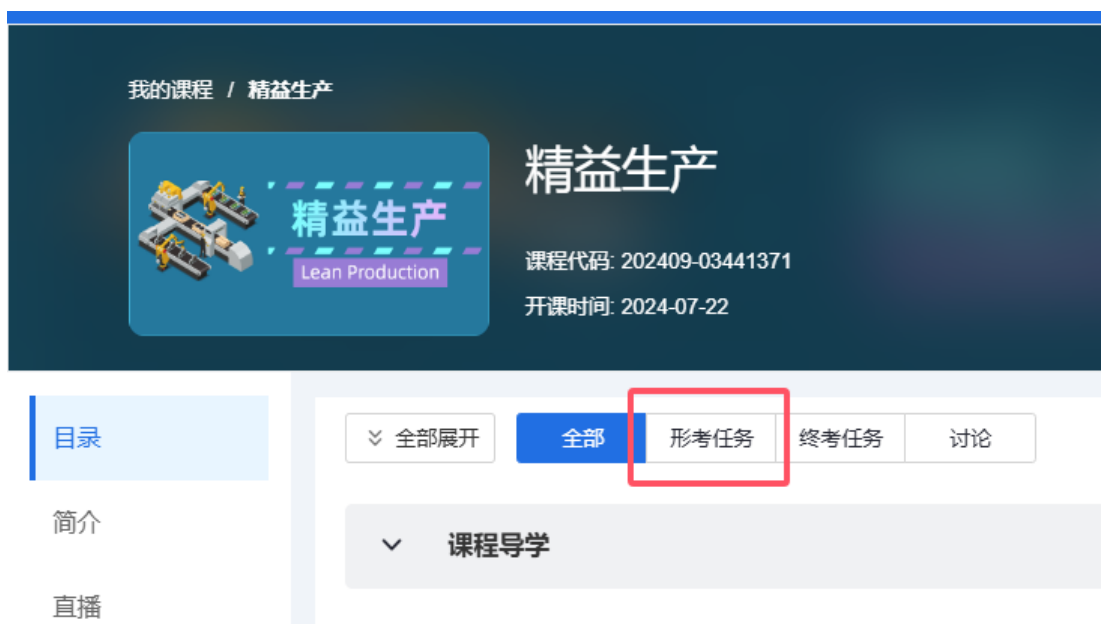 我的课程 / 精益生产
精益生产
Lean Production
精益生产
课程代码: 202409-03441371
开课时间: 2024-07-22
目录
简介
直播
全部展开 全部 形考任务 终考任务 讨论
课程导学